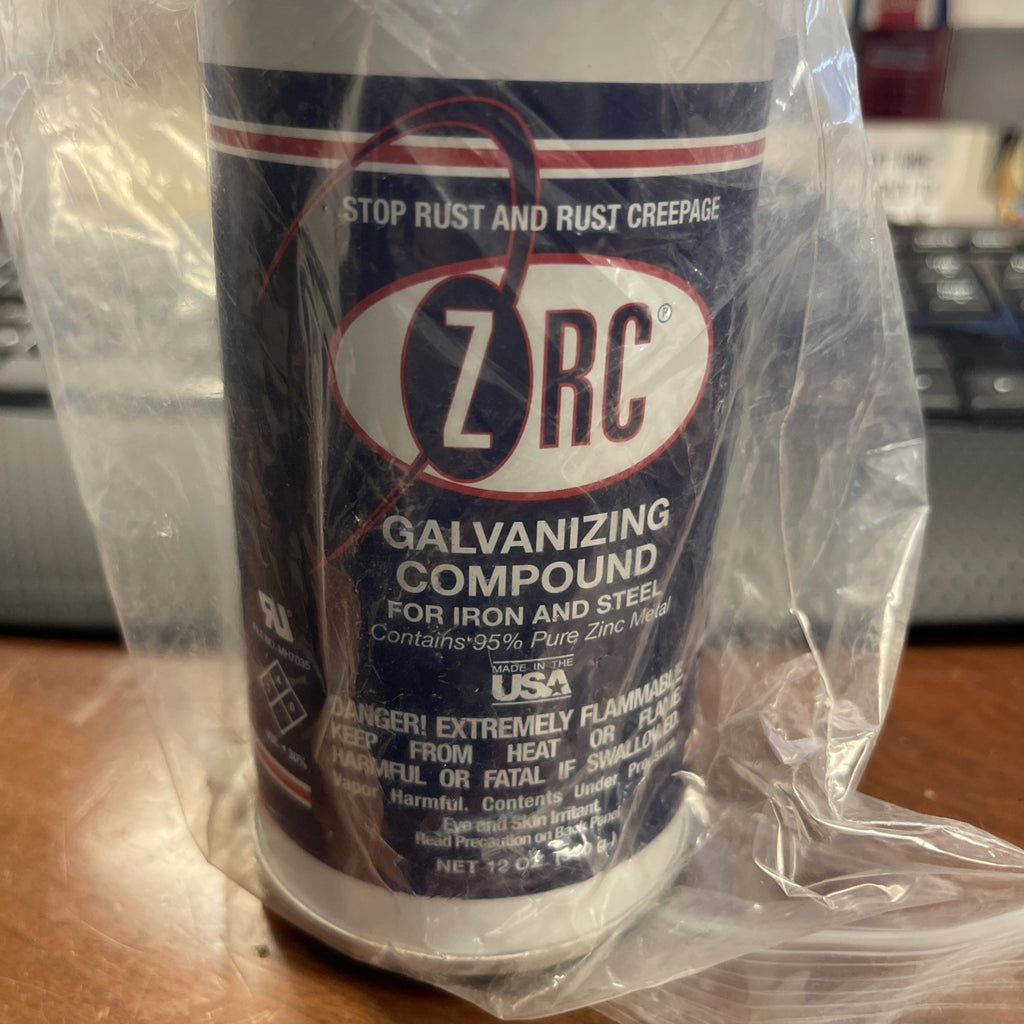 STOP RUST AND RUST CREEPAGE
ZRC®
GALVANIZING
COMPOUND
FOR IRON AND STEEL
Contains 95% Pure Zinc Metal
MADE IN THE
USA
DANGER! EXTREMELY FLAMMABLE
KEEP FROM HEAT OR FLAME
HARMFUL OR FATAL IF SWALLOWED.
Vapor Harmful. Contents Under Pressure
Eye and Skin Irritant
Read Precaution on Back Panel
NET 12 OZ
RU
MH7035